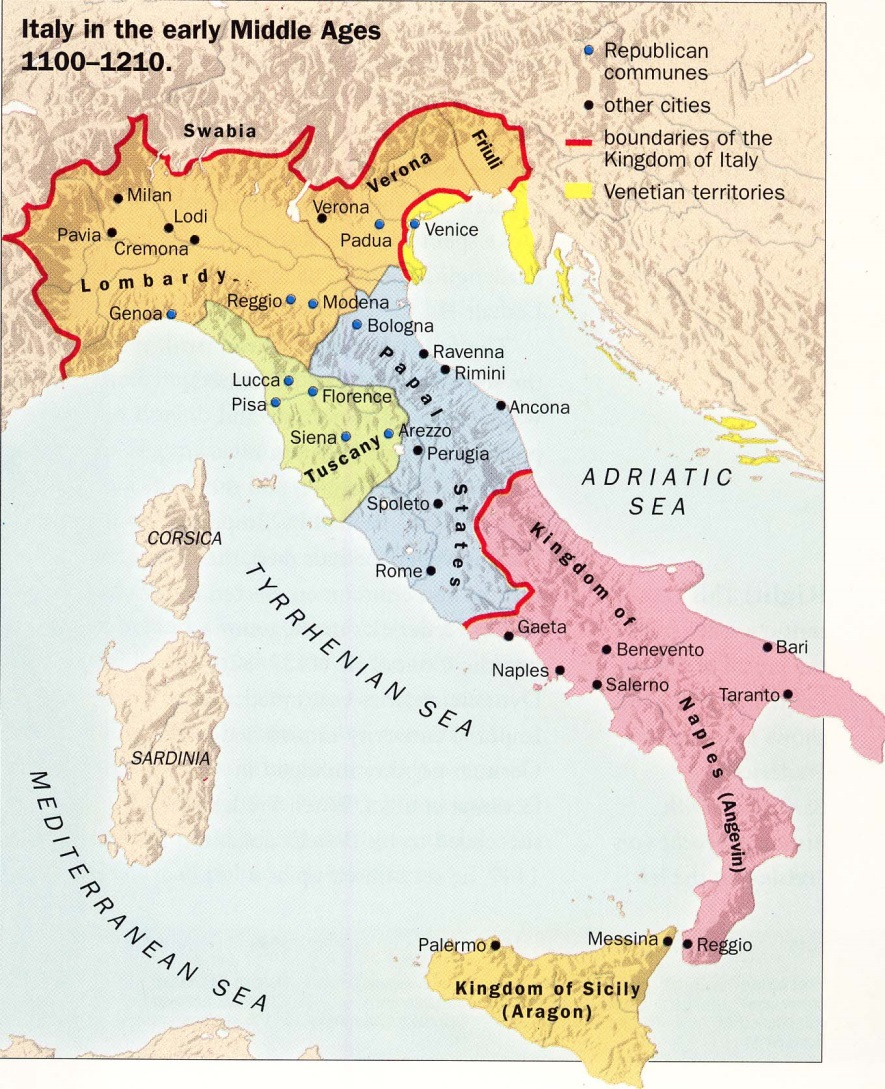 Italy in the early Middle Ages
1100–1210.
Republican
communes
other cities
boundaries of the
Kingdom of Italy
Venetian territories
Swabia
Verona
Friuli
Milan
Verona
Lodi
Pavia
Cremona
Padua
Venice
Lombardy
Reggio
Modena
Genoa
Bologna
Papal
States
Ravenna
Rimini
Lucca
Florence
Pisa
Ancona
Siena
Arezzo
Tuscany
Perugia
ADRIATIC
SEA
Spoleto
CORSICA
Kingdom of
Naples (Angevin)
Rome
TYRRHENIAN SEA
Gaeta
Benevento
Bari
Naples
Salerno
Taranto
SARDINIA
MEDITERRANEAN SEA
Palermo
Messina
Reggio
Kingdom of Sicily
(Aragon)